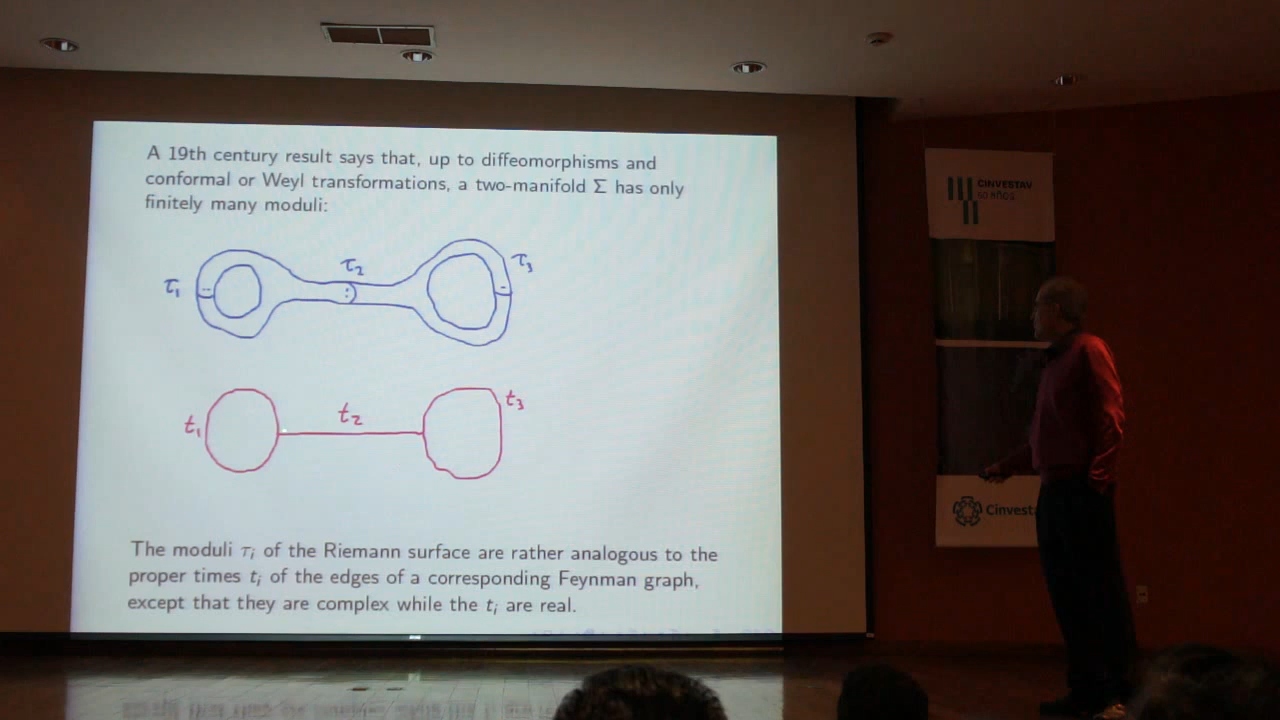 A 19th century result says that, up to diffeomorphisms and
conformal or Weyl transformations, a two-manifold Σ has only
finitely many moduli:
τ₁ τ₂ τ₃
t₁ t₂ t₃
The moduli τᵢ of the Riemann surface are rather analogous to the
proper times tᵢ of the edges of a corresponding Feynman graph,
except that they are complex while the tᵢ are real.
CINVESTAV
60 AÑOS
Cinvesta